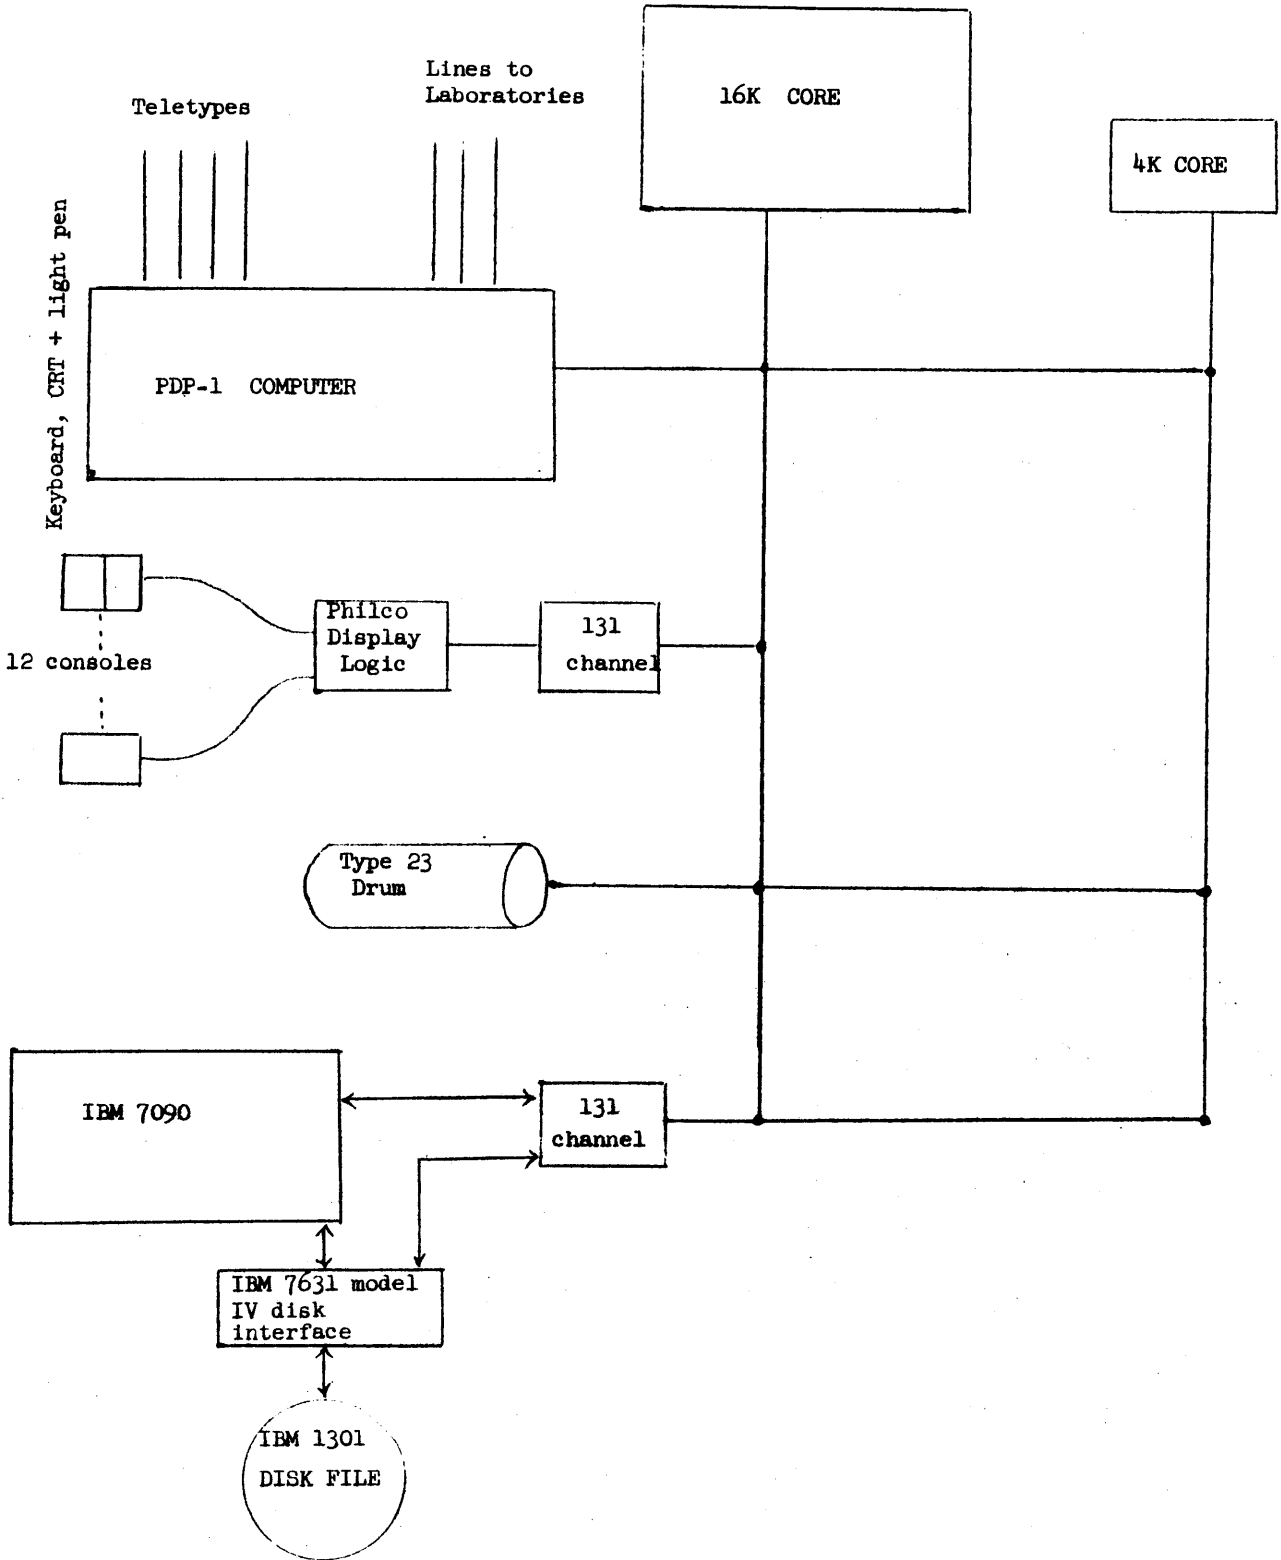 Lines to
Laboratories
Teletypes
16K CORE
4K CORE
Keyboard, CRT + light pen
PDP-1 COMPUTER
Philco
Display
Logic
131
channel
12 consoles
Type 23
Drum
IBM 7090
131
channel
IBM 7631 model
IV disk
interface
IBM 1301
DISK FILE